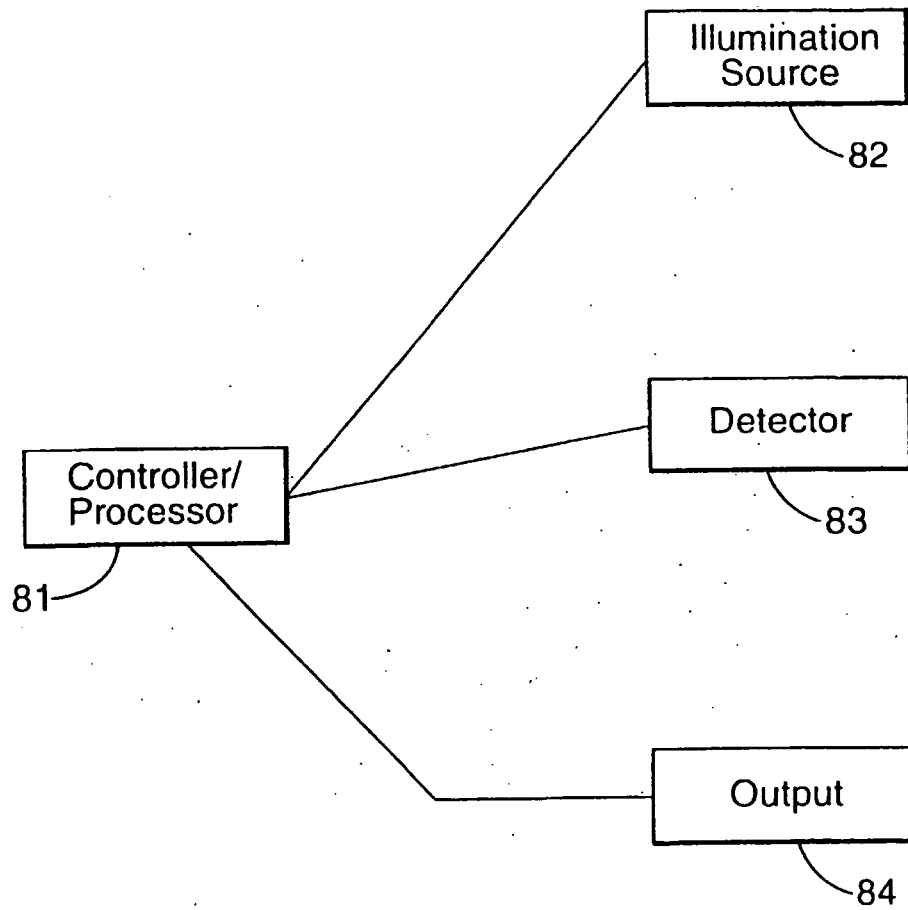 Illumination
Source
82
Detector
83
Controller/
Processor
81
Output
84